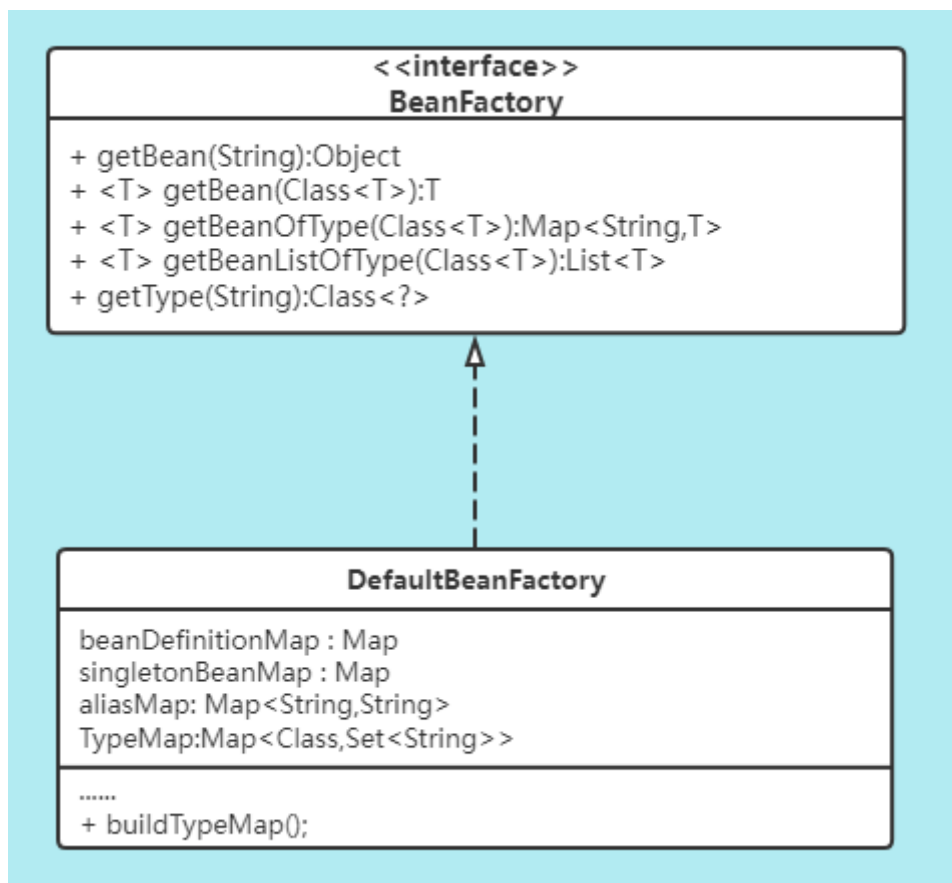 <<interface>>
BeanFactory
+ getBean(String):Object
+ <T> getBean(Class<T>):T
+ <T> getBeanOfType(Class<T>):Map<String,T>
+ <T> getBeanListOfType(Class<T>):List<T>
+ getType(String):Class<?>
DefaultBeanFactory
beanDefinitionMap : Map
singletonBeanMap : Map
aliasMap: Map<String,String>
TypeMap:Map<Class,Set<String>>
......
+ buildTypeMap();